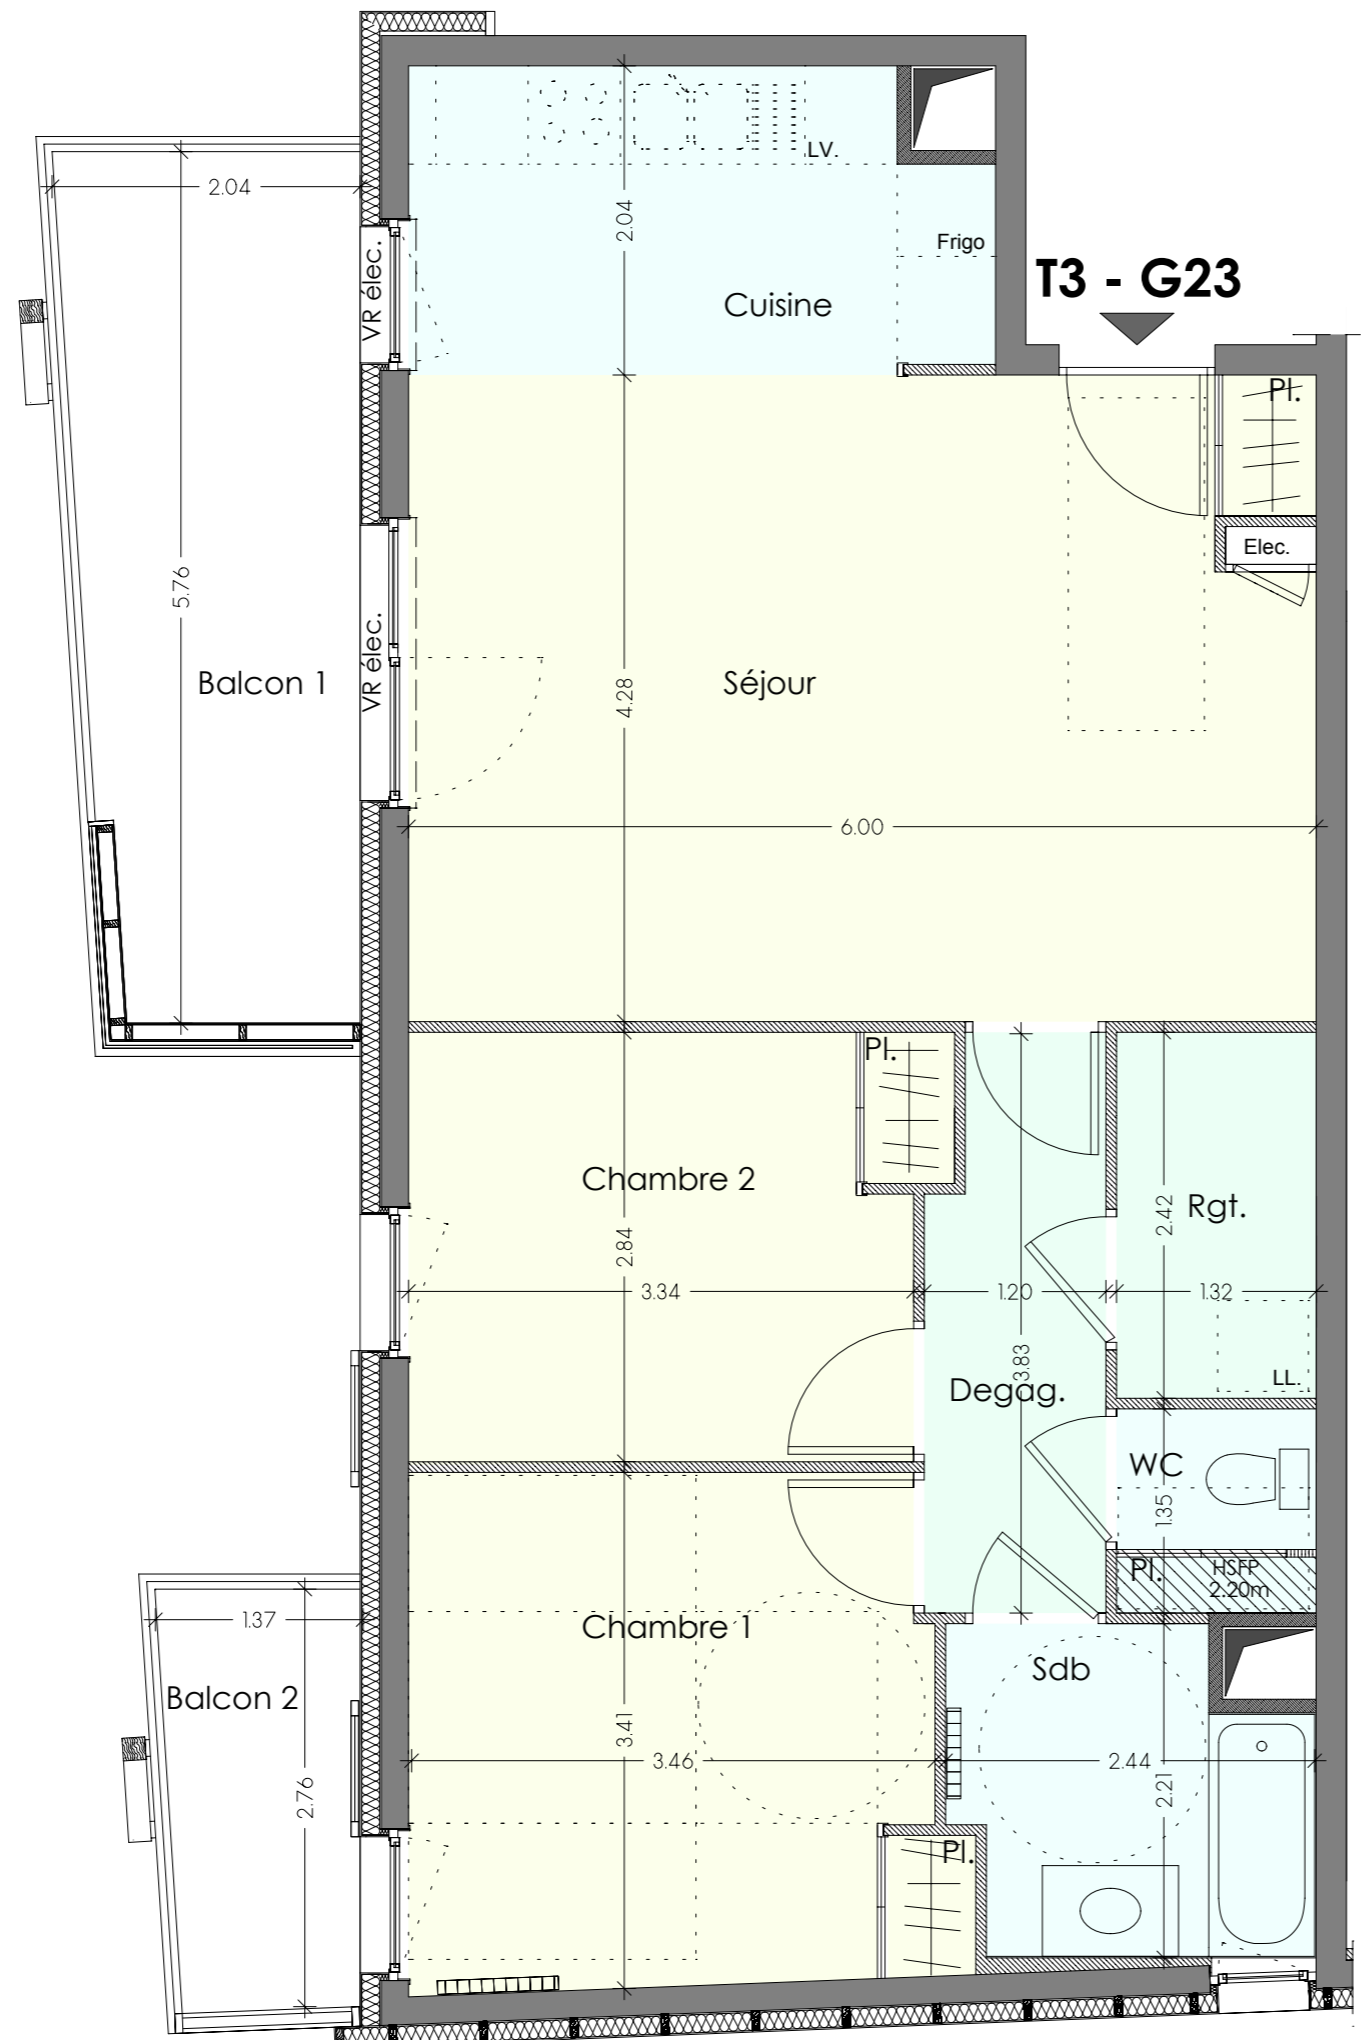 2.04
VR élec.
2.04
LV.
Frigo
T3 - G23
Cuisine
Pl.
Elec.
5.76
Balcon 1
VR élec.
4.28
Séjour
6.00
Pl.
Chambre 2
2.84
3.34
1.20
2.42
Rgt.
1.32
3.83
Degag.
LL.
WC
1.35
Pl.
HSFP
2.20m
1.37
Balcon 2
2.76
Chambre 1
3.41
3.46
Sdb
2.44
2.21
Pl.